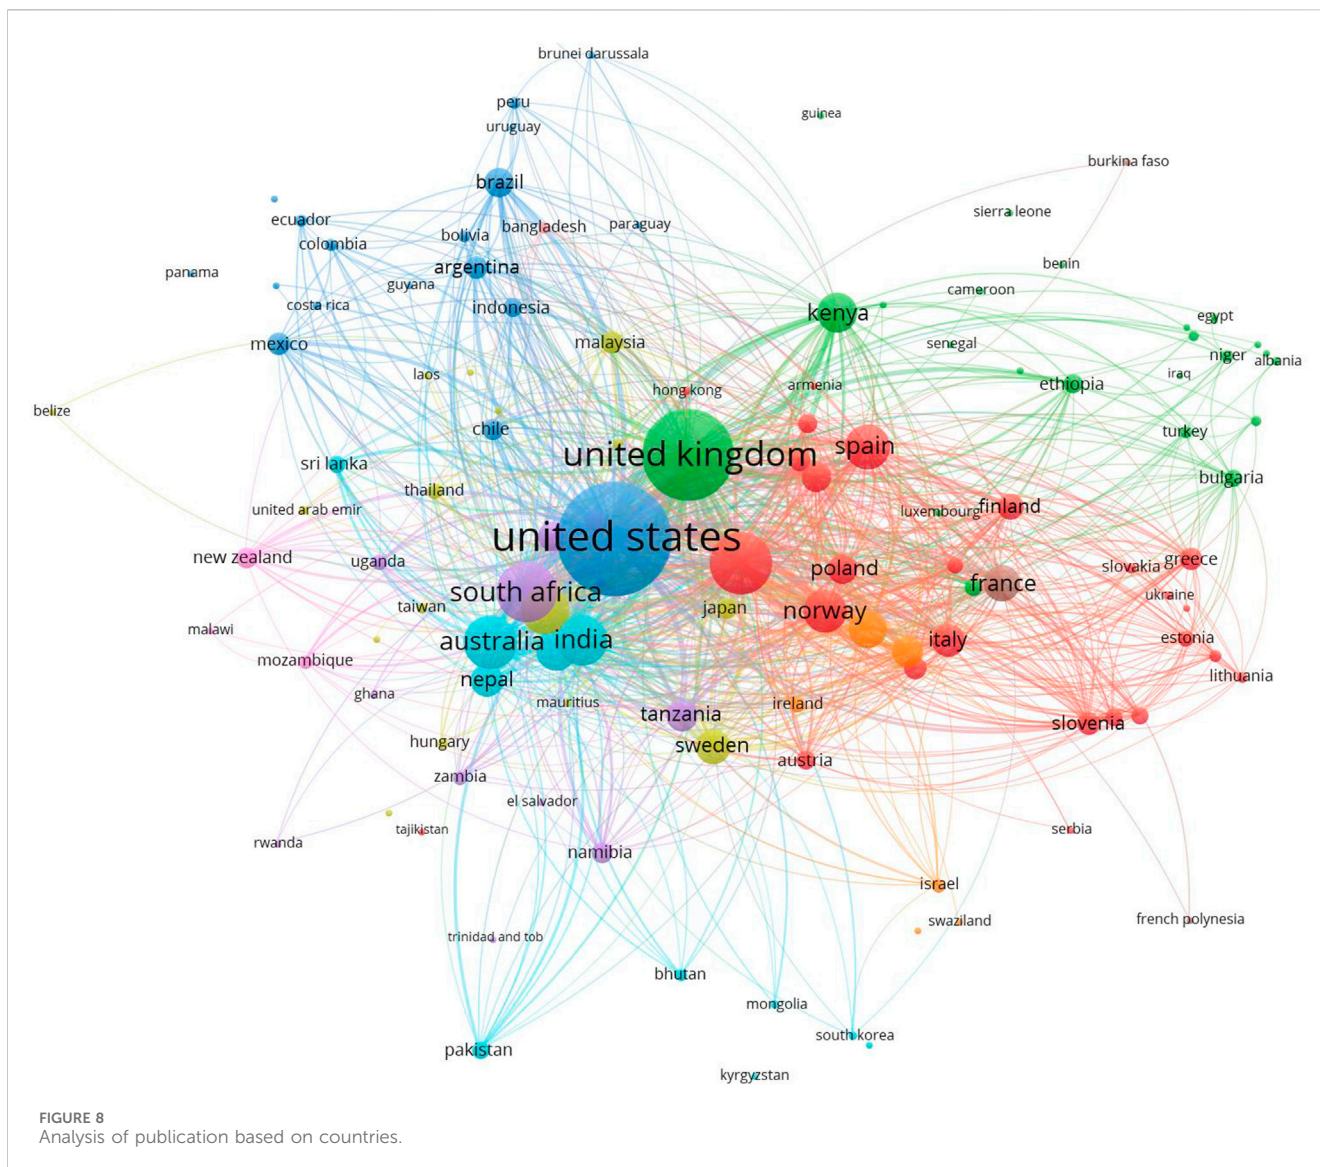 brunei darussala
peru
guinea
uruguay
burkina faso
brazil
sierra leone
ecuador
bangladesh
paraguay
bolivia
colombia
benin
argentina
panama
guyana
cameroon
costa rica
indonesia
kenya
egypt
mexico
malaysia
senegal
niger
albania
laos
iraq
hong kong
armenia
ethiopia
belize
chile
turkey
united kingdom
spain
sri lanka
bulgaria
thailand
united arab emir
luxembourg
finland
united states
new zealand
uganda
poland
slovakia
greece
south africa
france
ukraine
taiwan
japan
norway
malawi
australia
india
italy
estonia
mozambique
nepal
lithuania
ghana
mauritius
ireland
tanzania
slovenia
hungary
sweden
austria
zambia
el salvador
tajikistan
serbia
rwanda
namibia
israel
swaziland
french polynesia
trinidad and tob
bhutan
mongolia
south korea
pakistan
kyrgyzstan
FIGURE 8
Analysis of publication based on countries.